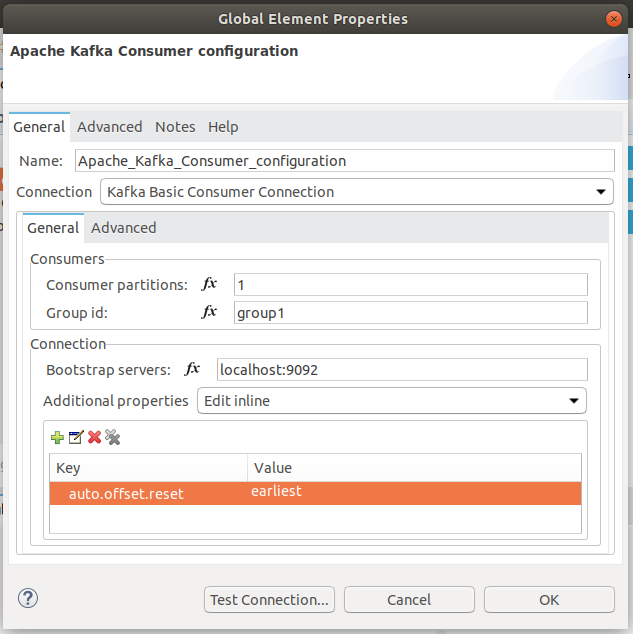 Global Element Properties
Apache Kafka Consumer configuration
General Advanced Notes Help
Name: Apache_Kafka_Consumer_configuration
Connection Kafka Basic Consumer Connection
General Advanced
Consumers
Consumer partitions: fx 1
Group id: fx group1
Connection
Bootstrap servers: fx localhost:9092
Additional properties Edit inline
Key Value
auto.offset.reset earliest
? Test Connection... Cancel OK